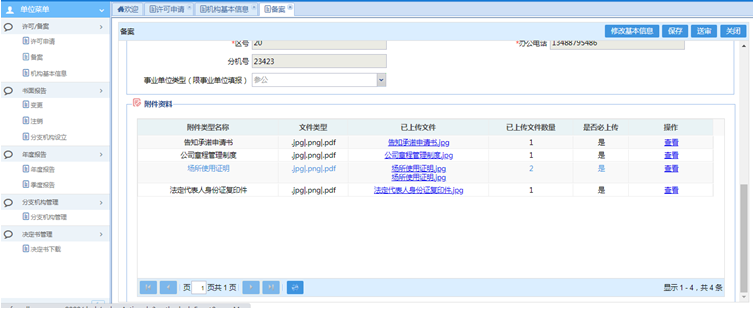 单位菜单
欢迎 许可申请 机构基本信息 备案
许可/备案
许可申请
备案
机构基本信息
书面报告
变更
注销
分支机构设立
年度报告
年度报告
季度报告
分支机构管理
分支机构管理
决定书管理
决定书下载
备案 修改基本信息 保存 送审 关闭
*区号 20 *办公电话 13488795486
分机号 23423
事业单位类型（限事业单位填报） 参公
附件资料
附件类型名称 文件类型 已上传文件 已上传文件数量 是否必上传 操作
告知承诺申请书 .jpg|.png|.pdf 告知承诺申请书.jpg 1 是 查看
公司章程管理制度 .jpg|.png|.pdf 公司章程管理制度.jpg 1 是 查看
场所使用证明 .jpg|.png|.pdf 场所使用证明.jpg 2 是 查看
场所使用证明.jpg
法定代表人身份证复印件 .jpg|.png|.pdf 法定代表人身份证复印件.jpg 1 是 查看
页 1 页共 1 页 显示 1 - 4，共 4 条